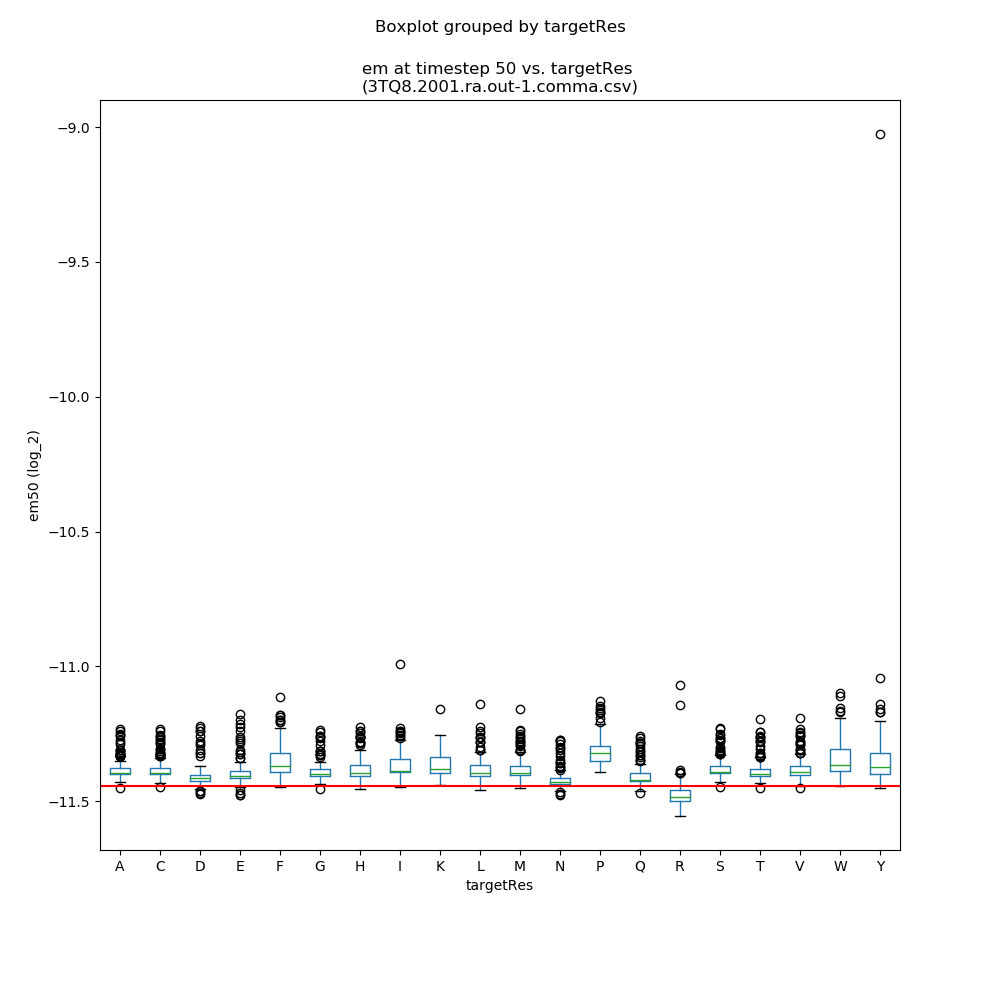 Boxplot grouped by targetRes
em at timestep 50 vs. targetRes
(3TQ8.2001.ra.out-1.comma.csv)
−9.0
−9.5
−10.0
−10.5
−11.0
−11.5
em50 (log_2)
A C D E F G H I K L M N P Q R S T V W Y
targetRes